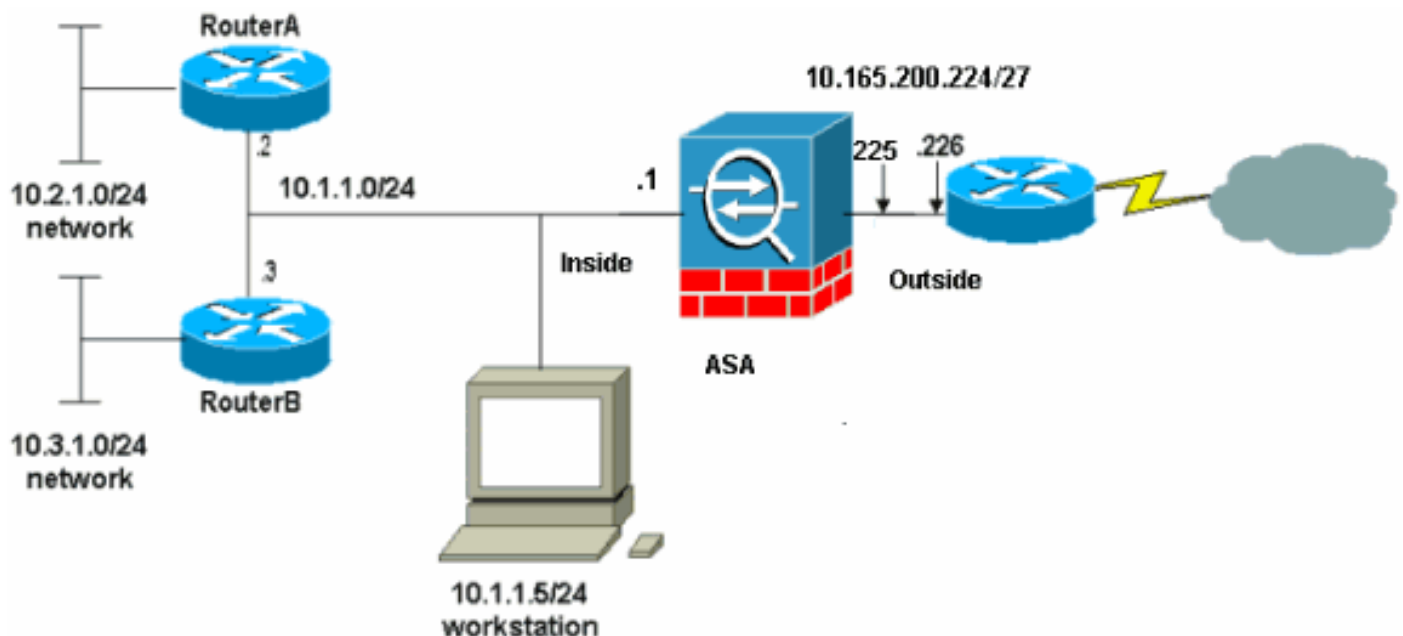 RouterA
10.165.200.224/27
.2
225
.226
10.2.1.0/24
network
10.1.1.0/24
.1
.3
Inside
Outside
ASA
RouterB
10.3.1.0/24
network
10.1.1.5/24
workstation